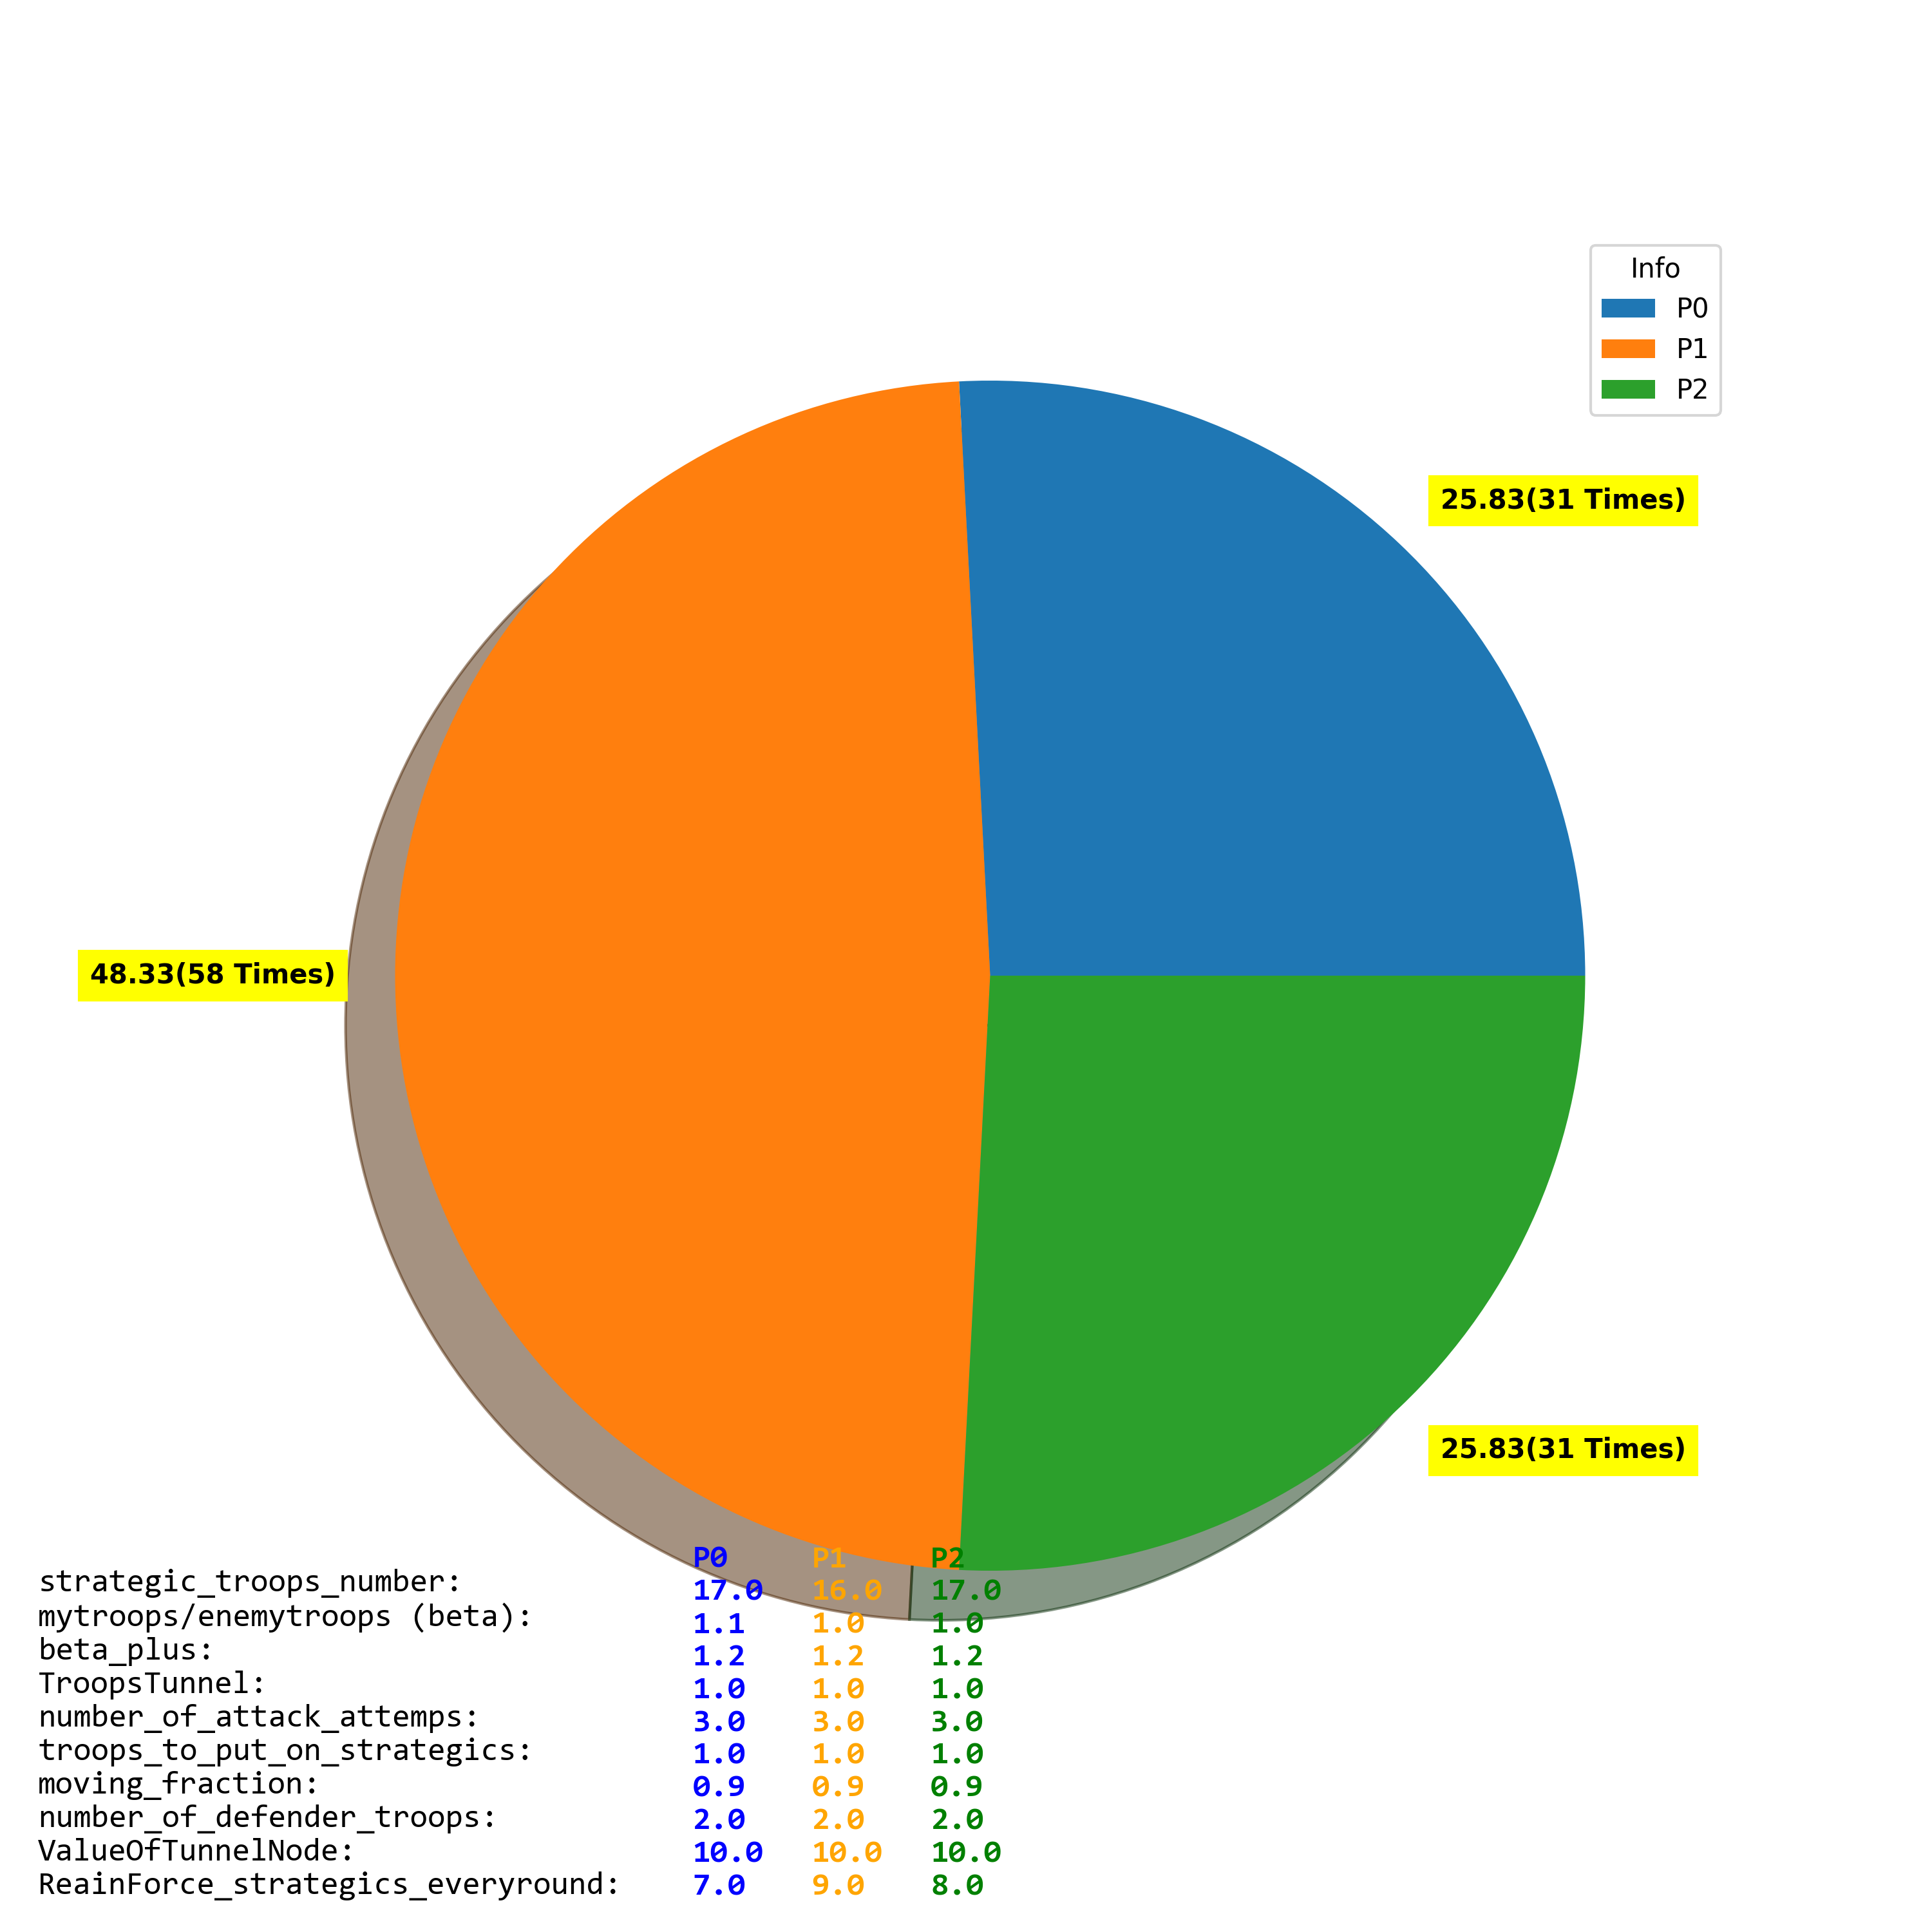 Info
P0
P1
P2
25.83(31 Times)
48.33(58 Times)
25.83(31 Times)
P0 P1 P2
strategic_troops_number: 17.0 16.0 17.0
mytroops/enemytroops (beta): 1.1 1.0 1.0
beta_plus: 1.2 1.2 1.2
TroopsTunnel: 1.0 1.0 1.0
number_of_attack_attemps: 3.0 3.0 3.0
troops_to_put_on_strategics: 1.0 1.0 1.0
moving_fraction: 0.9 0.9 0.9
number_of_defender_troops: 2.0 2.0 2.0
ValueOfTunnelNode: 10.0 10.0 10.0
ReainForce_strategics_everyround: 7.0 9.0 8.0